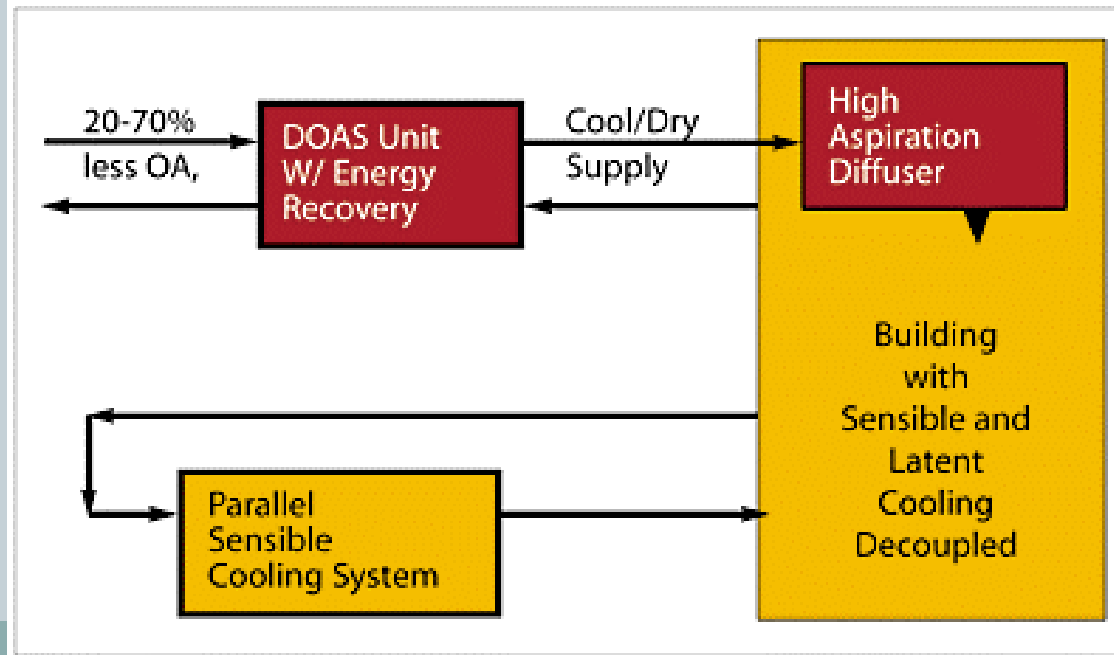 20-70%
less OA,
DOAS Unit
W/ Energy
Recovery
Cool/Dry
Supply
High
Aspiration
Diffuser
Building
with
Sensible and
Latent
Cooling
Decoupled
Parallel
Sensible
Cooling System